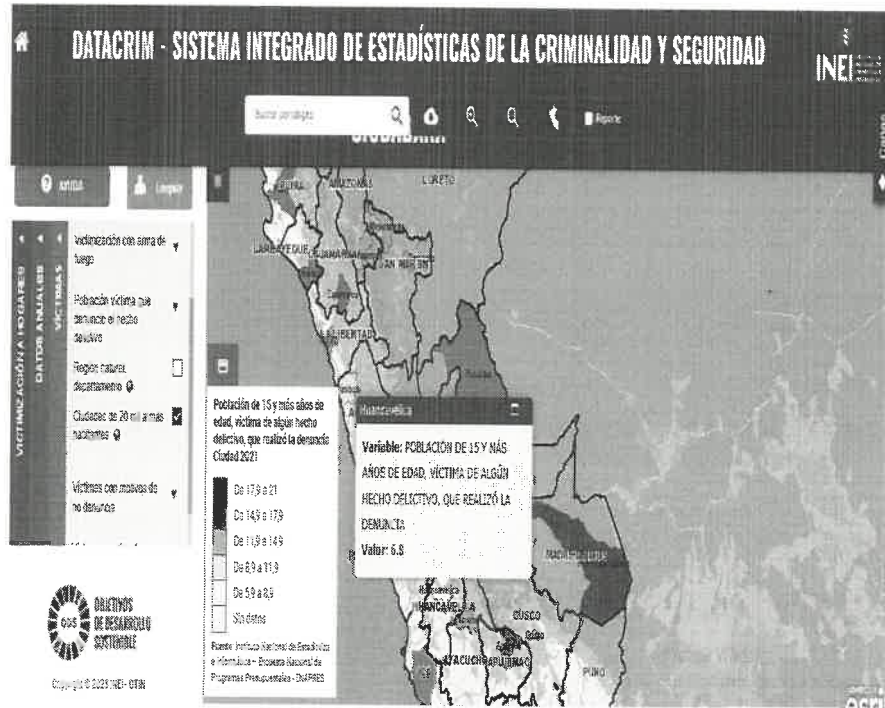 DATACRIM - SISTEMA INTEGRADO DE ESTADÍSTICAS DE LA CRIMINALIDAD Y SEGURIDAD
CIUDADANA
INEI
Reporte
AYUDA
Limpiar
VICTIMIZACIÓN A HOGARES
DATOS ANUALES
VÍCTIMAS
Victimización con arma de
fuego
Población víctima que
denunció el hecho
delictivo
Región natural,
departamento
Ciudades de 20 mil a más
habitantes
Víctimas con motivos de
no denuncia
Población de 15 y más años de
edad, víctima de algún hecho
delictivo, que realizó la denuncia
Ciudad 2021
De 17,9 a 21
De 14,9 a 17,9
De 11,9 a 14,9
De 8,9 a 11,9
De 5,9 a 8,9
Sin datos
Fuente: Instituto Nacional de Estadística
e Informática - Encuesta Nacional de
Programas Presupuestales - ENAPRES
Huancavelica
Variable: POBLACIÓN DE 15 Y MÁS
AÑOS DE EDAD, VÍCTIMA DE ALGÚN
HECHO DELICTIVO, QUE REALIZÓ LA
DENUNCIA
Valor: 6.8
PIURA
AMAZONAS
LORETO
LAMBAYEQUE
CAJAMARCA
SAN MARTÍN
LA LIBERTAD
MADRE DE DIOS
Huancavelica
HUANCAVELICA
CUSCO
AYACUCHO
APURIMAC
PUNO
ODS
OBJETIVOS
DE DESARROLLO
SOSTENIBLE
esri